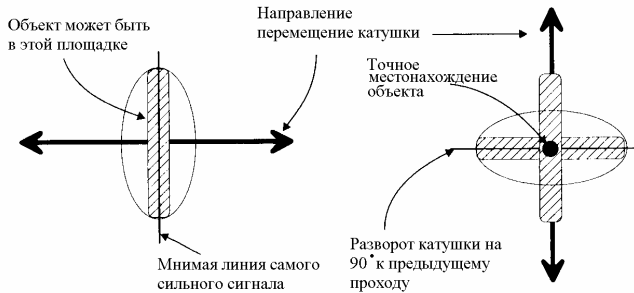 Объект может быть
в этой площадке
Направление
перемещение катушки
Точное
местонахождение
объекта
Мнимая линия самого
сильного сигнала
Разворот катушки на
90° к предыдущему
проходу